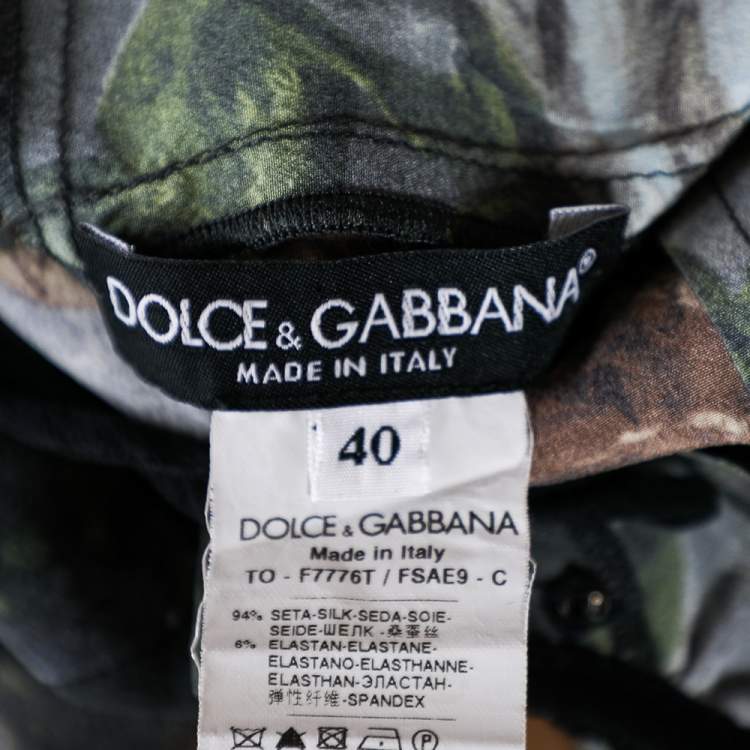 DOLCE & GABBANA®
MADE IN ITALY
40
DOLCE & GABBANA
Made in Italy
TO - F7776T / FSAE9 - C
94% SETA-SILK-SEDA-SOIE-
SEIDE-ШЕЛК-桑蚕丝
6% ELASTAN-ELASTANE-
ELASTANO-ELASTHANNE-
ELASTHAN-ЭЛАСТАН-
弹性纤维-SPANDEX
P